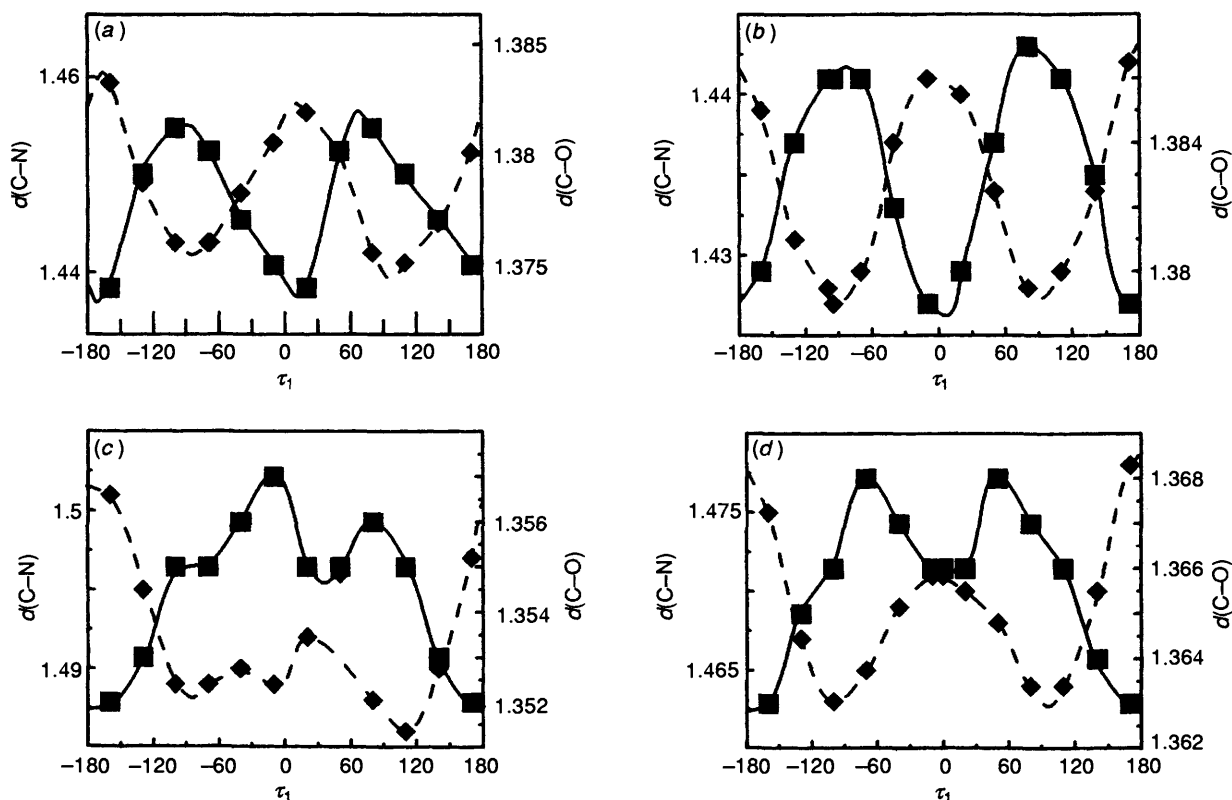 (a)
1.46
1.44
d(C–N)
1.385
1.38
1.375
d(C–O)
–180 –120 –60 0 60 120 180
τ1
(b)
1.44
1.43
d(C–N)
1.384
1.38
d(C–O)
–180 –120 –60 0 60 120 180
τ1
(c)
1.5
1.49
d(C–N)
1.356
1.354
1.352
d(C–O)
–180 –120 –60 0 60 120 180
τ1
(d)
1.475
1.465
d(C–N)
1.368
1.366
1.364
1.362
d(C–O)
–180 –120 –60 0 60 120 180
τ1